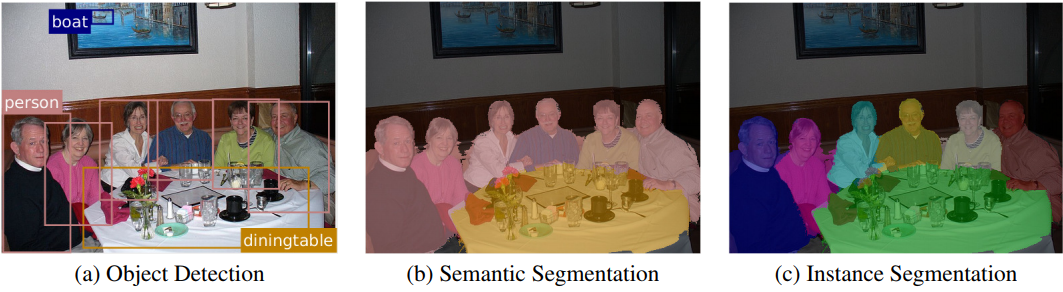 boat
person
diningtable
(a) Object Detection
(b) Semantic Segmentation
(c) Instance Segmentation